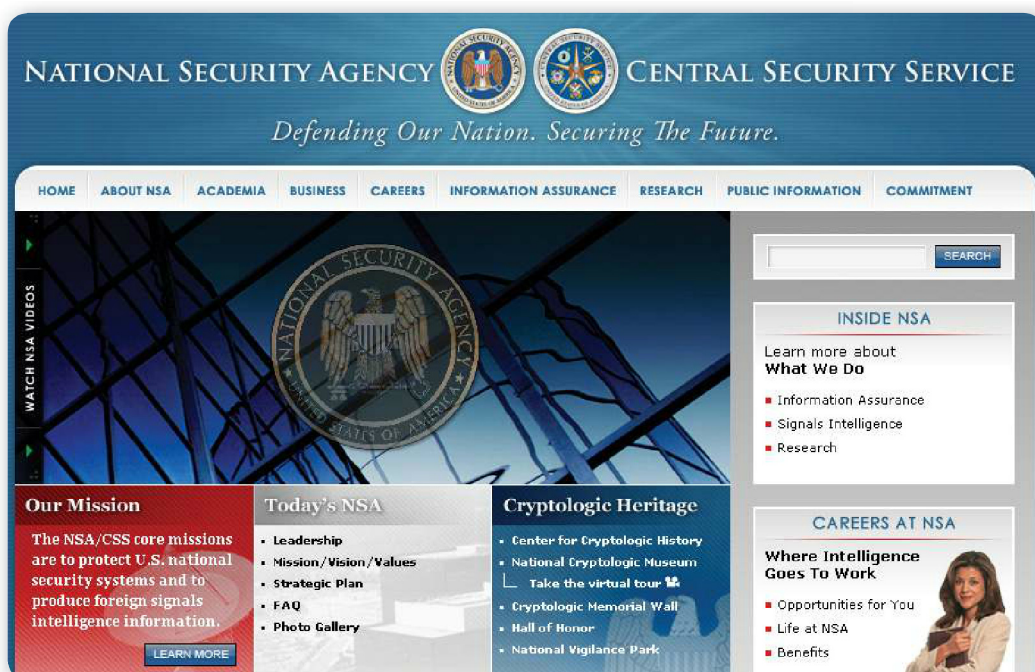 NATIONAL SECURITY AGENCY
CENTRAL SECURITY SERVICE
Defending Our Nation. Securing The Future.
HOME ABOUT NSA ACADEMIA BUSINESS CAREERS INFORMATION ASSURANCE RESEARCH PUBLIC INFORMATION COMMITMENT
WATCH NSA VIDEOS
NATIONAL SECURITY AGENCY
UNITED STATES OF AMERICA
SEARCH
INSIDE NSA
Learn more about
What We Do
Information Assurance
Signals Intelligence
Research
Our Mission
The NSA/CSS core missions
are to protect U.S. national
security systems and to
produce foreign signals
intelligence information.
LEARN MORE
Today's NSA
Leadership
Mission/Vision/Values
Strategic Plan
FAQ
Photo Gallery
Cryptologic Heritage
Center for Cryptologic History
National Cryptologic Museum
Take the virtual tour
Cryptologic Memorial Wall
Hall of Honor
National Vigilance Park
CAREERS AT NSA
Where Intelligence
Goes To Work
Opportunities for You
Life at NSA
Benefits